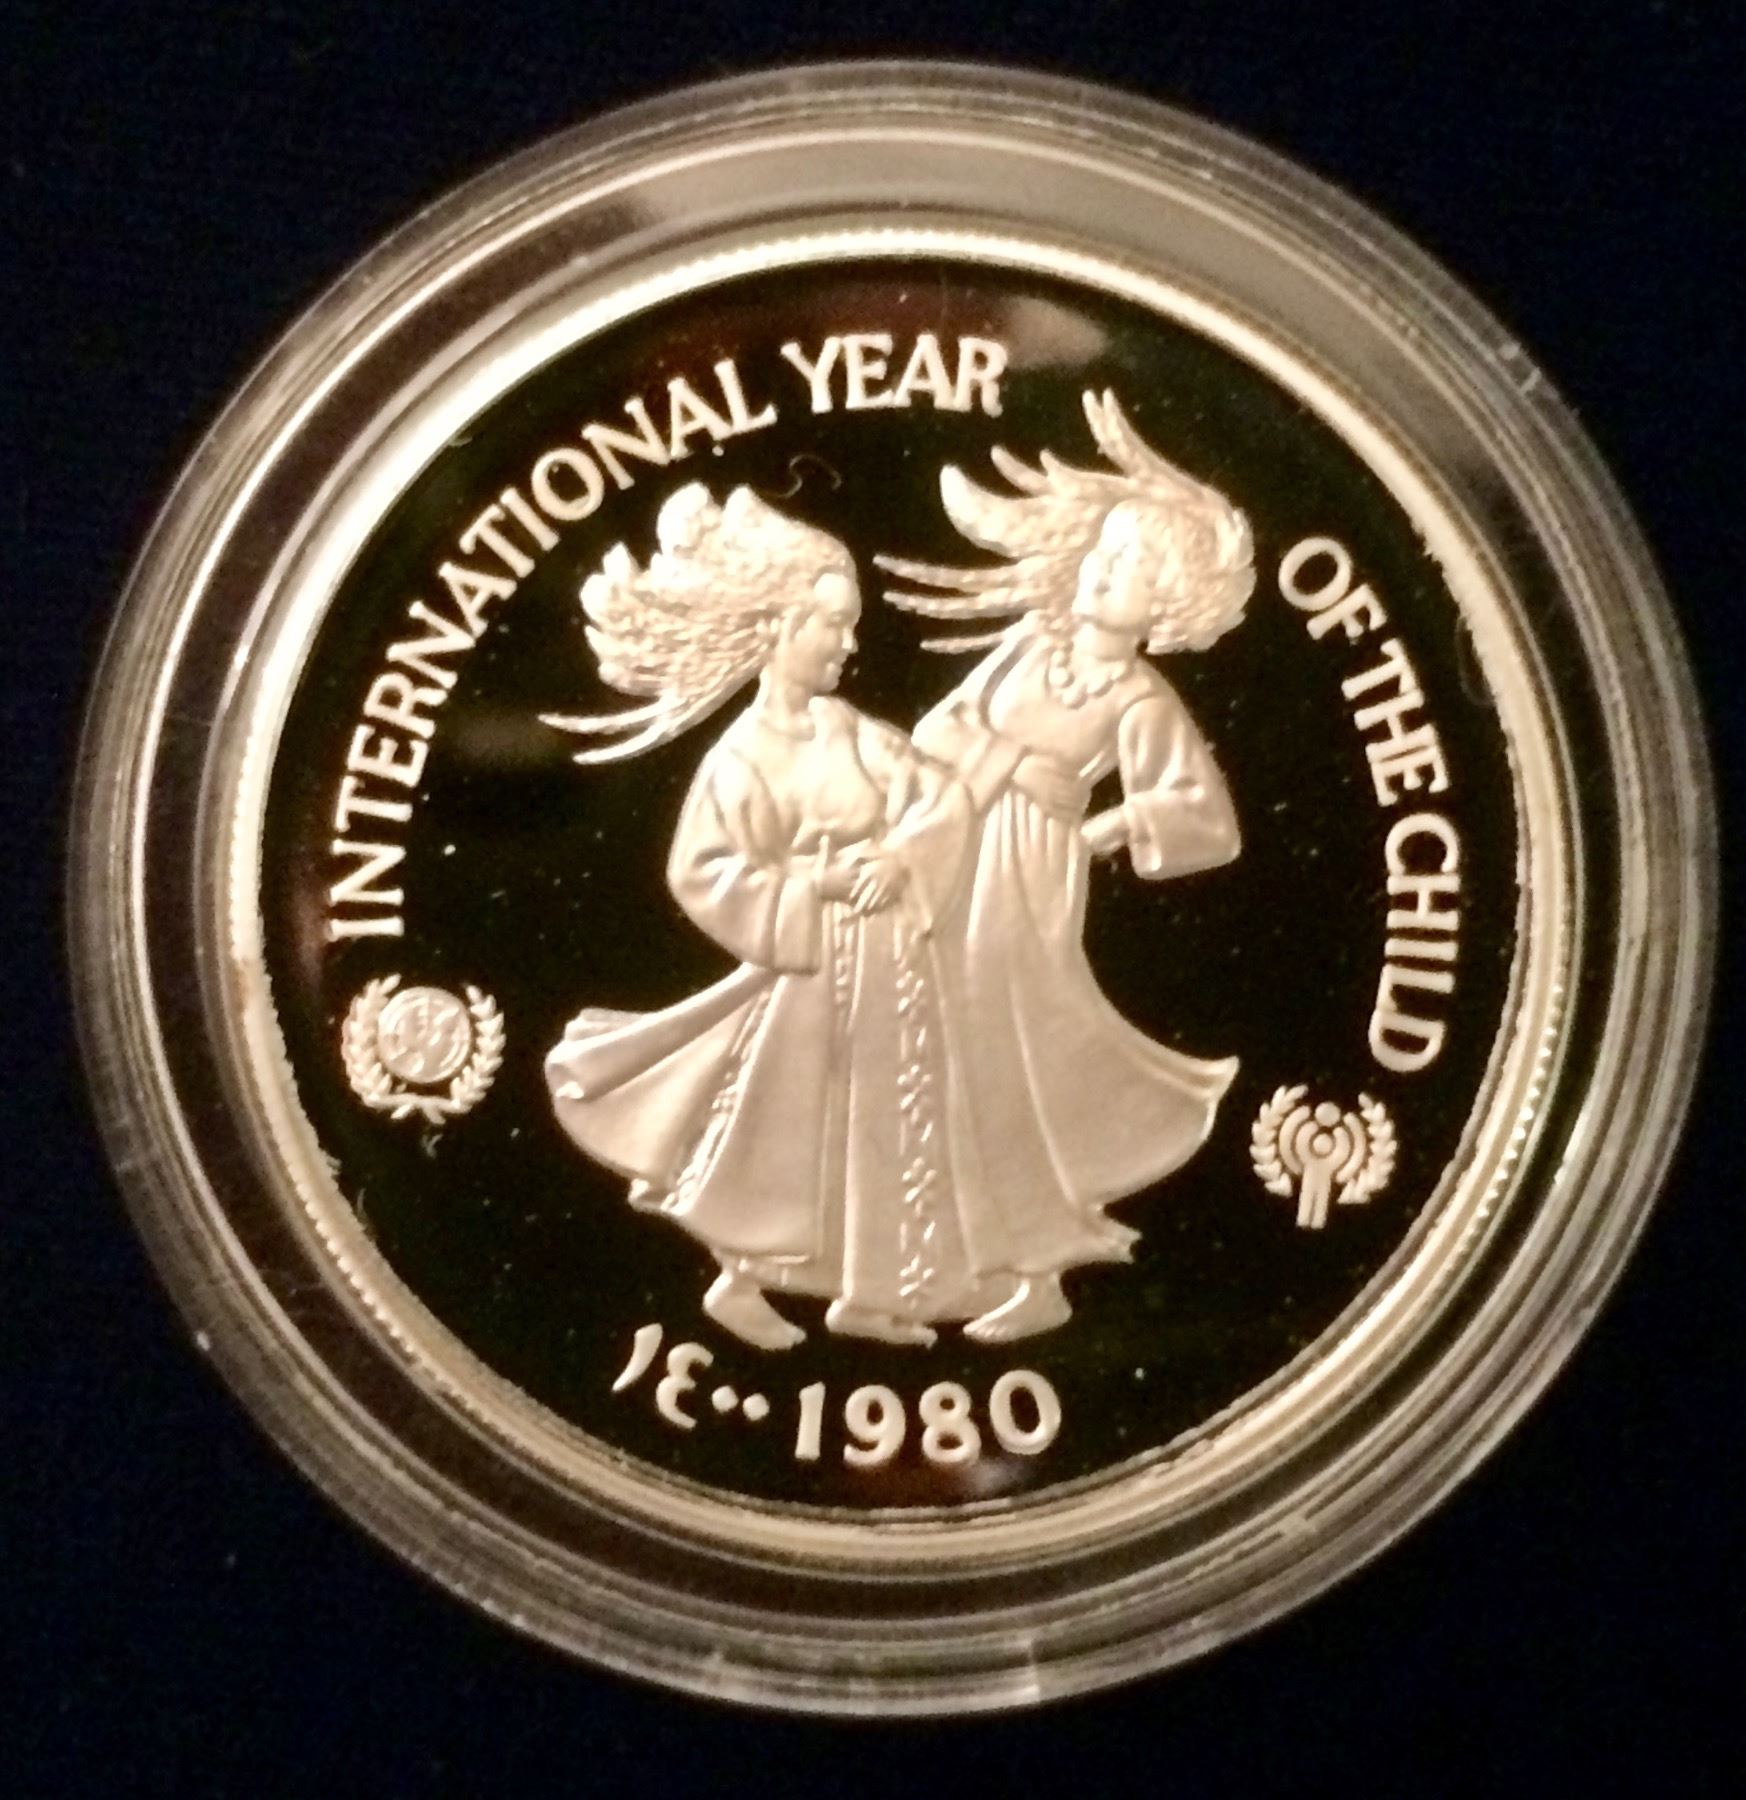 INTERNATIONAL YEAR
OF THE CHILD
١٤٠٠ 1980